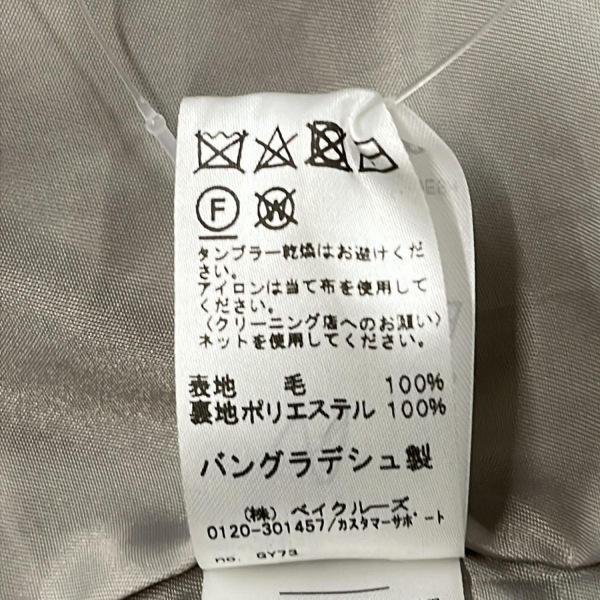 F
W
タンブラー乾燥はお避けくだ
さい。
アイロンは当て布を使用して
ください。
〈クリーニング店へのお願い〉
ネットを使用してください。
表地 毛 100%
裏地ポリエステル 100%
バングラデシュ製
(株) ベイクルーズ
0120-301457/カスタマーサポート
no. GY73